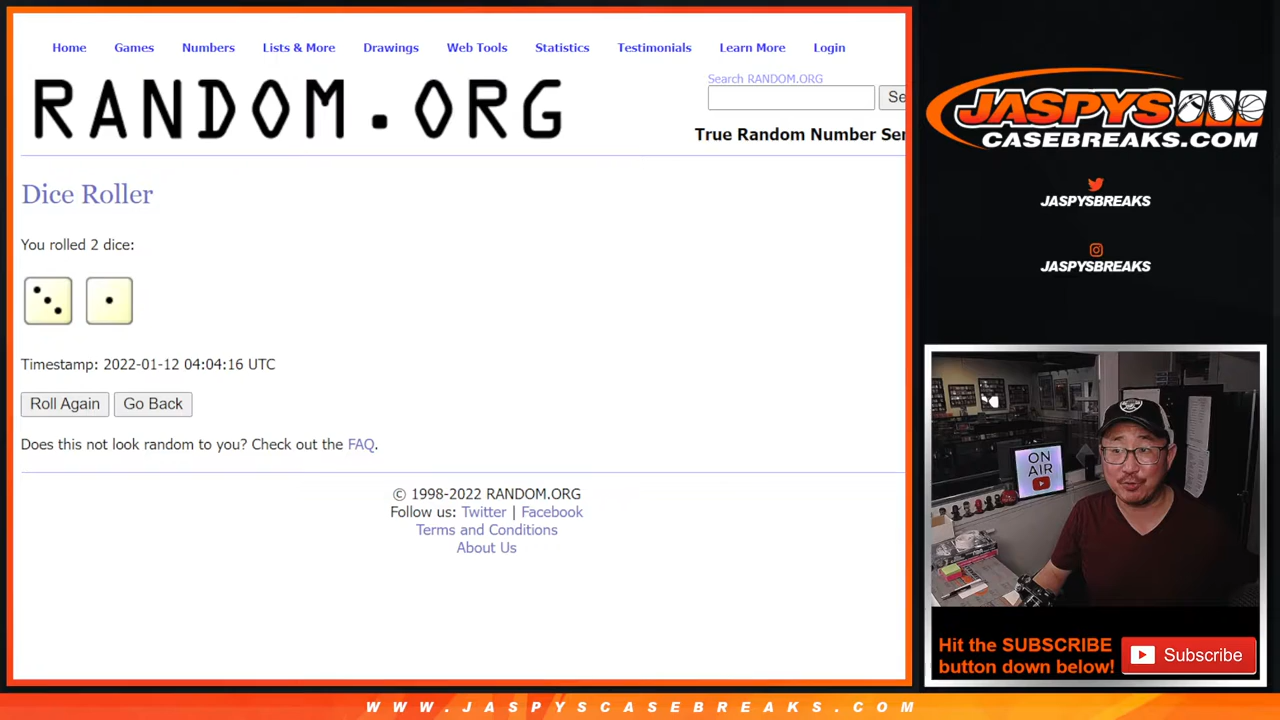 Home Games Numbers Lists & More Drawings Web Tools Statistics Testimonials Learn More Login
RANDOM.ORG
Search RANDOM.ORG
Se
True Random Number Ser
Dice Roller
You rolled 2 dice:
Timestamp: 2022-01-12 04:04:16 UTC
Roll Again Go Back
Does this not look random to you? Check out the FAQ.
© 1998-2022 RANDOM.ORG
Follow us: Twitter | Facebook
Terms and Conditions
About Us
JASPYS
CASEBREAKS.COM
JASPYSBREAKS
JASPYSBREAKS
ON
AIR
Hit the SUBSCRIBE
button down below!
Subscribe
WWW.JASPYSCASEBREAKS.COM